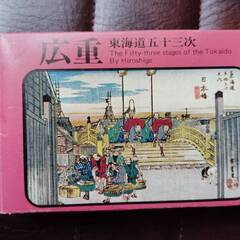 広重
東海道五十三次
The Fifty-three stages of the Tokaido
By Hiroshige
日本橋